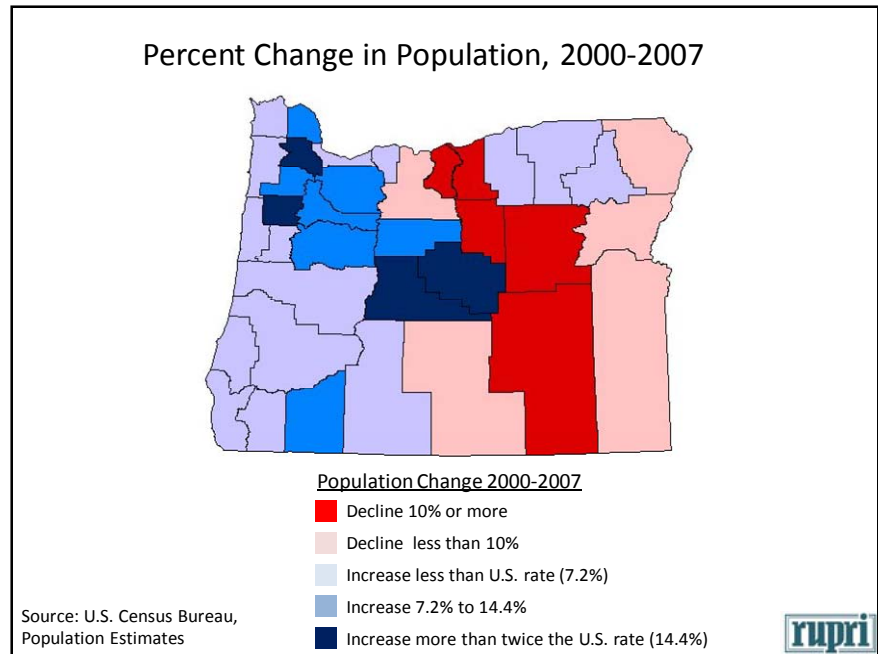 Percent Change in Population, 2000-2007
Population Change 2000-2007
Decline 10% or more
Decline less than 10%
Increase less than U.S. rate (7.2%)
Increase 7.2% to 14.4%
Increase more than twice the U.S. rate (14.4%)
Source: U.S. Census Bureau,
Population Estimates
rupri